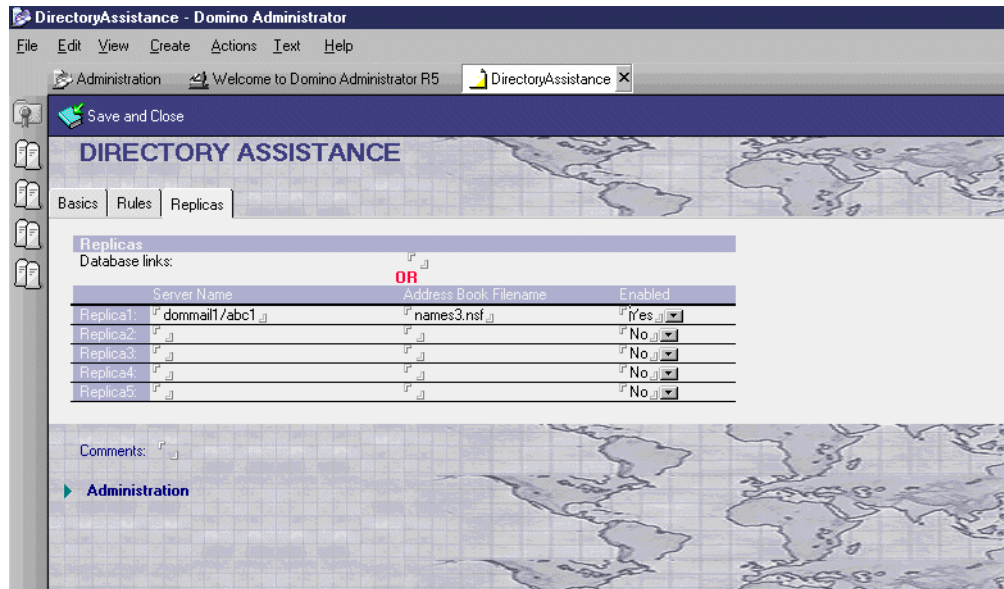 DirectoryAssistance - Domino Administrator
File Edit View Create Actions Text Help
Administration Welcome to Domino Administrator R5 DirectoryAssistance
Save and Close
DIRECTORY ASSISTANCE
Basics Rules Replicas
Replicas
Database links:
OR
Server Name Address Book Filename Enabled
Replica1: dommail1/abc1 names3.nsf Yes
Replica2: No
Replica3: No
Replica4: No
Replica5: No
Comments:
Administration